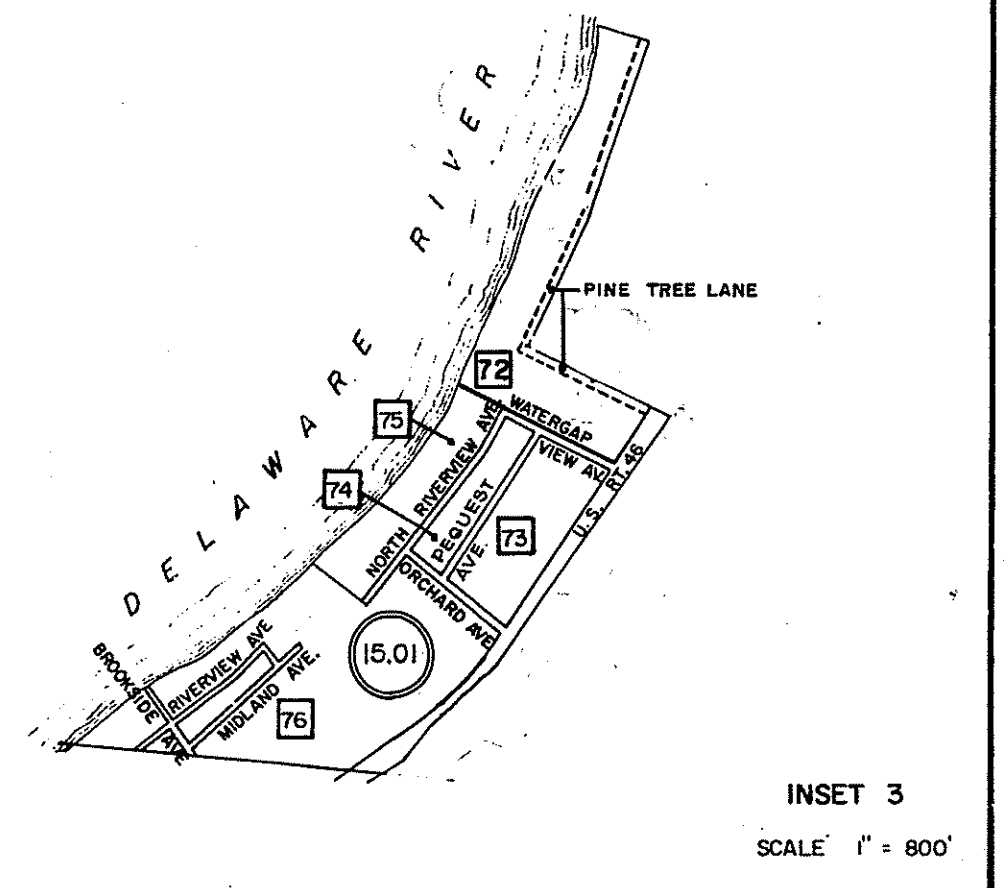 DELAWARE RIVER
PINE TREE LANE
72
WATERGAP
VIEW AV.
75
NORTH RIVERVIEW AVE.
74
PEQUEST
AVE.
73
U.S. RT. 46
ORCHARD AVE
15.01
BROOKSIDE
AVE
RIVERVIEW AVE
MIDLAND AVE.
76
INSET 3
SCALE 1" = 800'